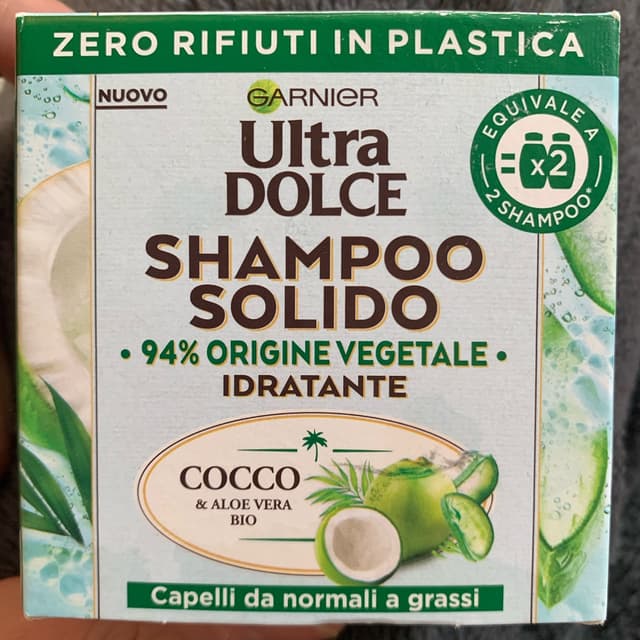 ZERO RIFIUTI IN PLASTICA
NUOVO
GARNIER
Ultra
DOLCE
EQUIVALE A
= x2
2 SHAMPOO*
SHAMPOO
SOLIDO
• 94% ORIGINE VEGETALE •
IDRATANTE
COCCO
& ALOE VERA
BIO
Capelli da normali a grassi